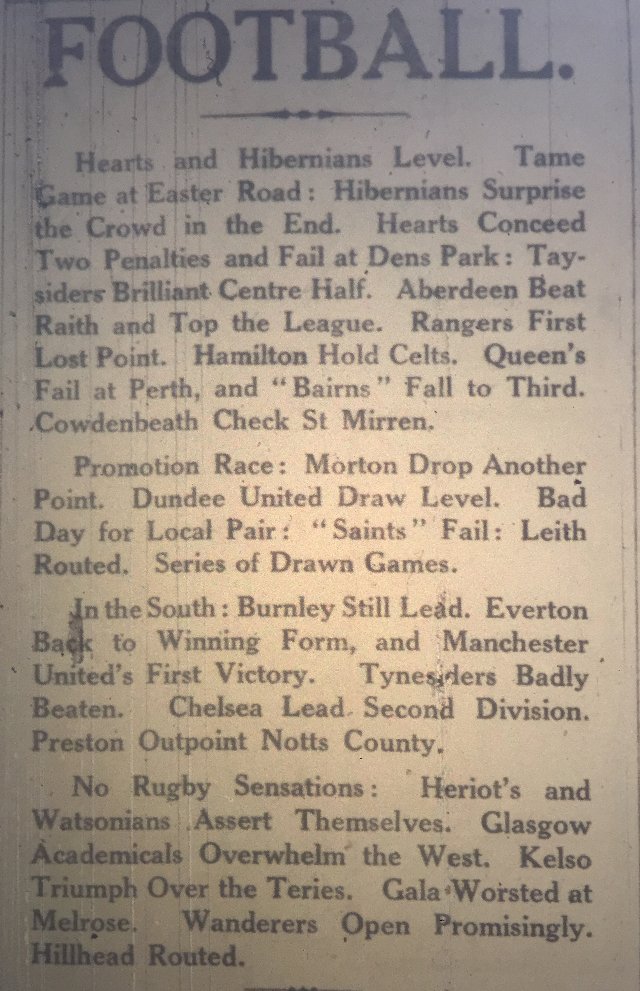 FOOTBALL.
Hearts and Hibernians Level. Tame
Game at Easter Road: Hibernians Surprise
the Crowd in the End. Hearts Conceed
Two Penalties and Fail at Dens Park: Tay-
siders Brilliant Centre Half. Aberdeen Beat
Raith and Top the League. Rangers First
Lost Point. Hamilton Hold Celts. Queen's
Fail at Perth, and "Bairns" Fall to Third.
Cowdenbeath Check St Mirren.
Promotion Race: Morton Drop Another
Point. Dundee United Draw Level. Bad
Day for Local Pair: "Saints" Fail: Leith
Routed. Series of Drawn Games.
In the South: Burnley Still Lead. Everton
Back to Winning Form, and Manchester
United's First Victory. Tynesiders Badly
Beaten. Chelsea Lead Second Division.
Preston Outpoint Notts County.
No Rugby Sensations: Heriot's and
Watsonians Assert Themselves. Glasgow
Academicals Overwhelm the West. Kelso
Triumph Over the Teries. Gala Worsted at
Melrose. Wanderers Open Promisingly.
Hillhead Routed.